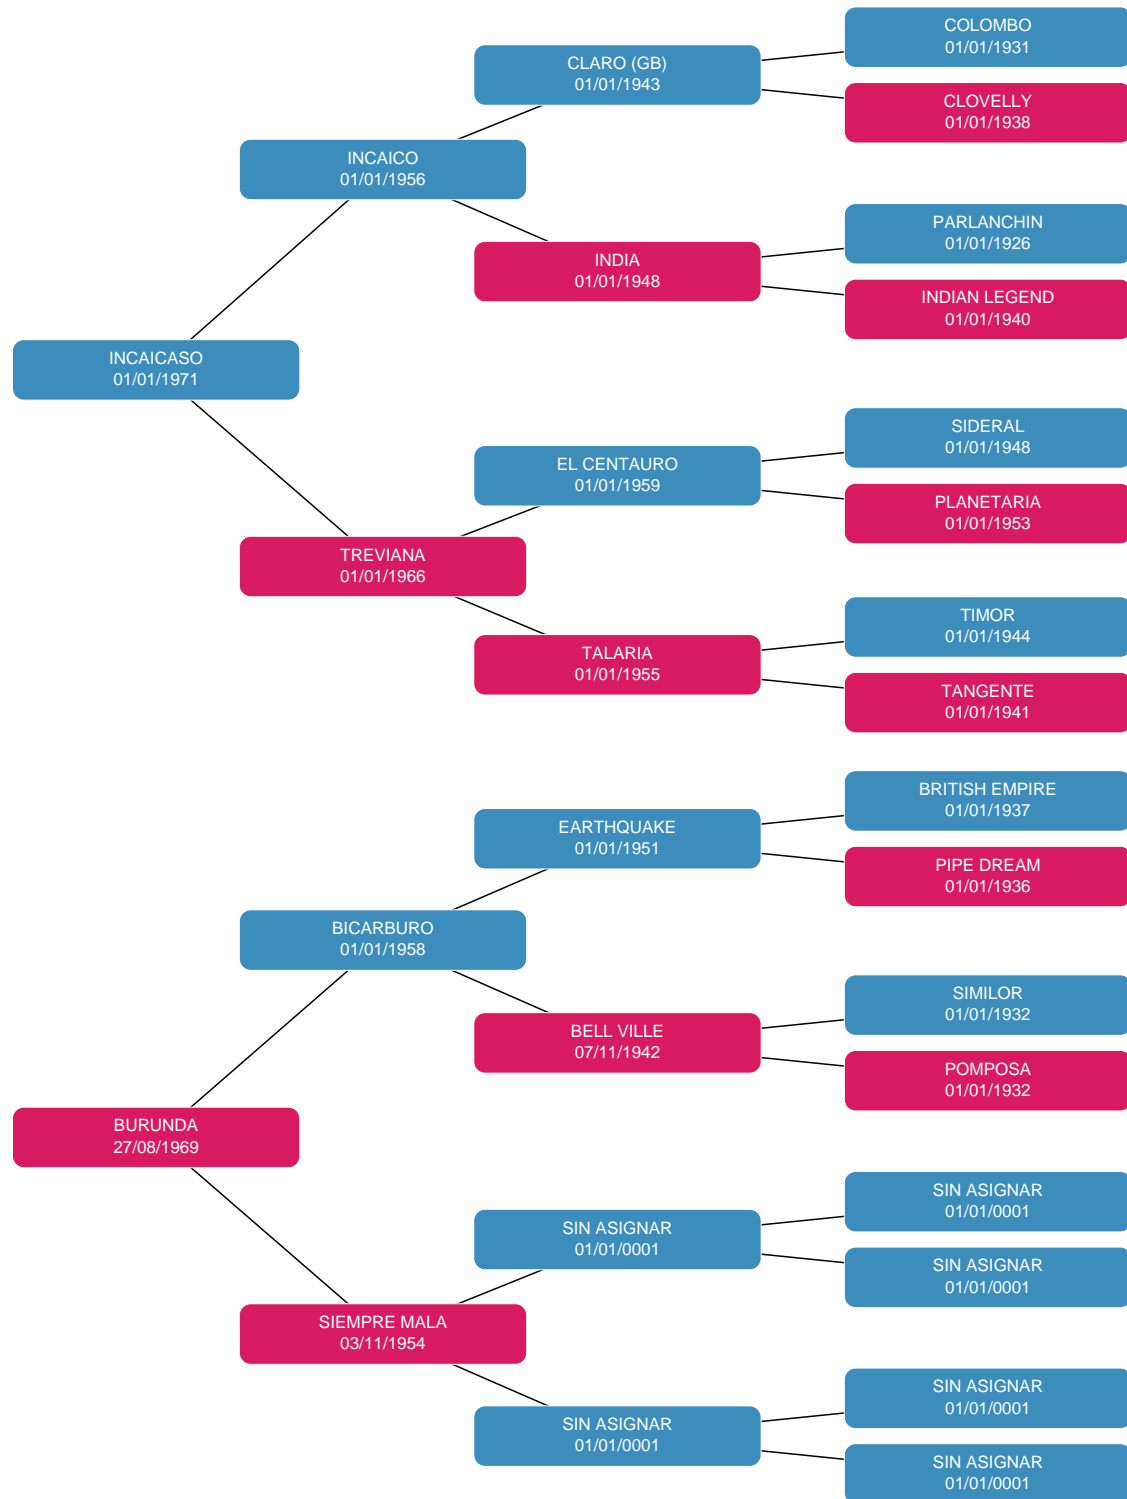 COLOMBO
01/01/1931
CLARO (GB)
01/01/1943
CLOVELLY
01/01/1938
INCAICO
01/01/1956
PARLANCHIN
01/01/1926
INDIA
01/01/1948
INDIAN LEGEND
01/01/1940
INCAICASO
01/01/1971
SIDERAL
01/01/1948
EL CENTAURO
01/01/1959
PLANETARIA
01/01/1953
TREVIANA
01/01/1966
TIMOR
01/01/1944
TALARIA
01/01/1955
TANGENTE
01/01/1941
BRITISH EMPIRE
01/01/1937
EARTHQUAKE
01/01/1951
PIPE DREAM
01/01/1936
BICARBURO
01/01/1958
SIMILOR
01/01/1932
BELL VILLE
07/11/1942
POMPOSA
01/01/1932
BURUNDA
27/08/1969
SIN ASIGNAR
01/01/0001
SIN ASIGNAR
01/01/0001
SIN ASIGNAR
01/01/0001
SIEMPRE MALA
03/11/1954
SIN ASIGNAR
01/01/0001
SIN ASIGNAR
01/01/0001
SIN ASIGNAR
01/01/0001